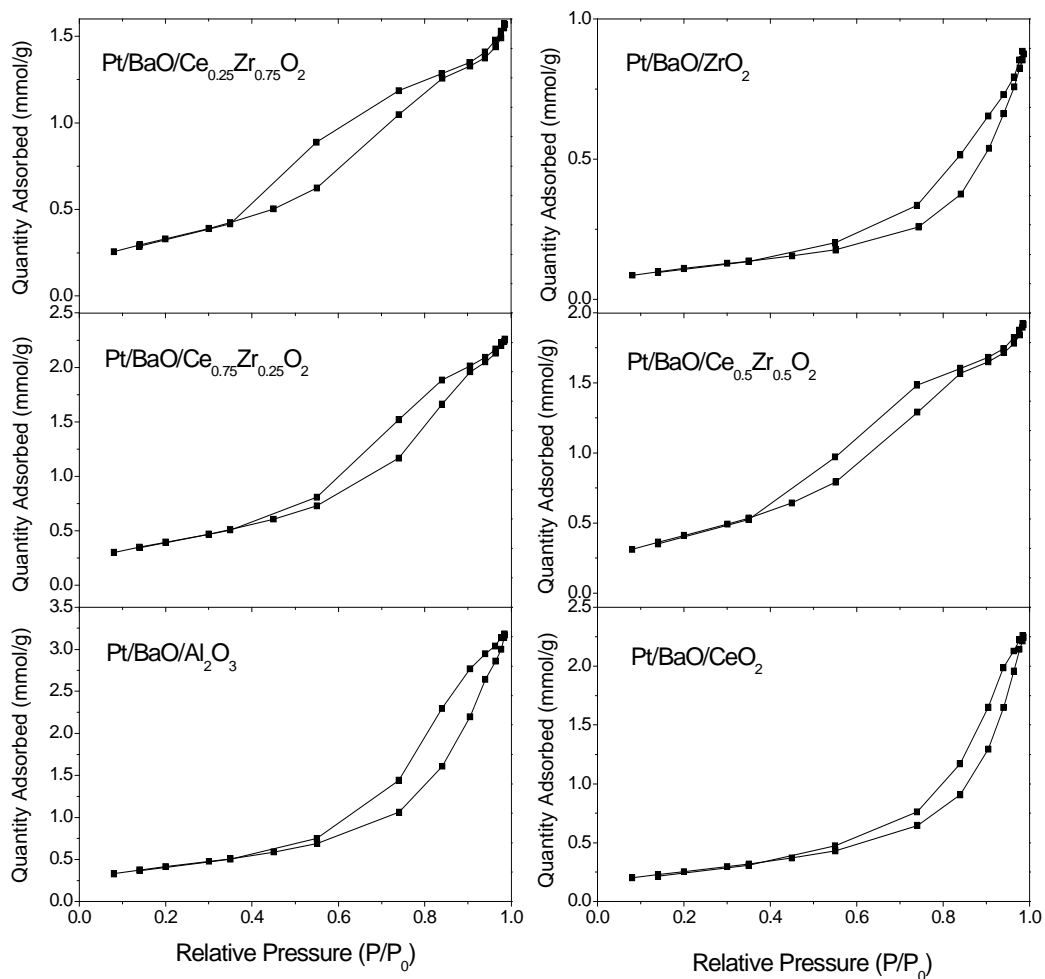 Pt/BaO/Ce0.25Zr0.75O2
Quantity Adsorbed (mmol/g)
1.5
1.0
0.5
0.0
Pt/BaO/ZrO2
Quantity Adsorbed (mmol/g)
1.0
0.5
0.0
Pt/BaO/Ce0.75Zr0.25O2
Quantity Adsorbed (mmol/g)
2.5
2.0
1.5
1.0
0.5
0.0
Pt/BaO/Ce0.5Zr0.5O2
Quantity Adsorbed (mmol/g)
2.0
1.5
1.0
0.5
0.0
Pt/BaO/Al2O3
Quantity Adsorbed (mmol/g)
3.5
3.0
2.5
2.0
1.5
1.0
0.5
0.0
0.0 0.2 0.4 0.6 0.8 1.0
Relative Pressure (P/P0)
Pt/BaO/CeO2
Quantity Adsorbed (mmol/g)
2.5
2.0
1.5
1.0
0.5
0.0
0.0 0.2 0.4 0.6 0.8 1.0
Relative Pressure (P/P0)